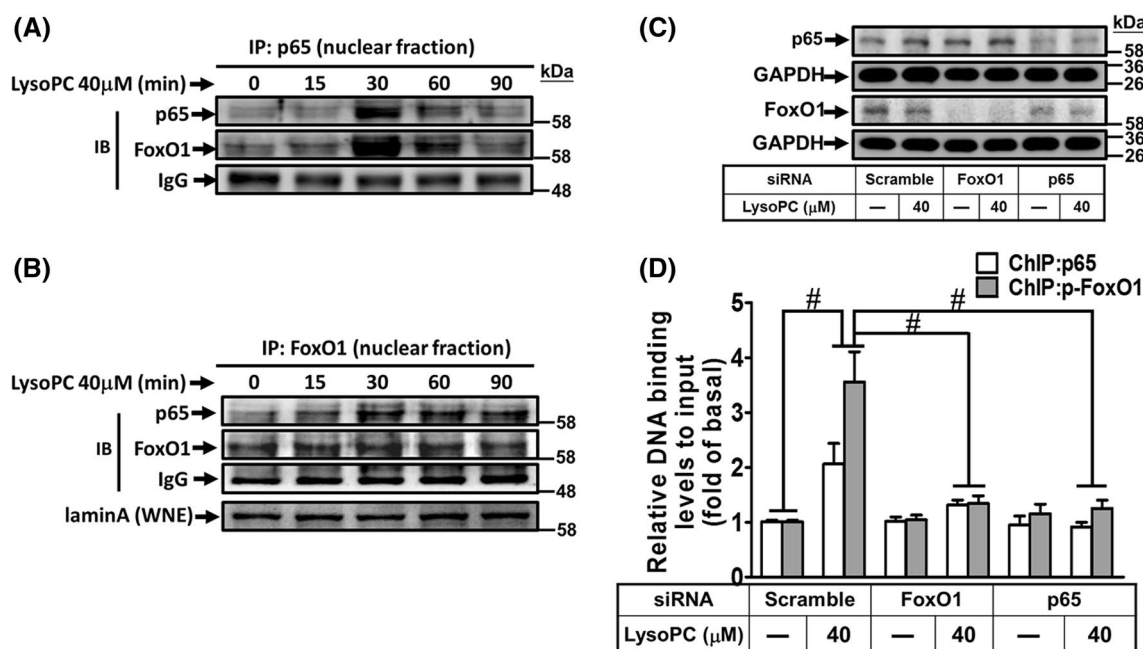 (A)
IP: p65 (nuclear fraction)
LysoPC 40μM (min) 0 15 30 60 90 kDa
p65
58
IB
FoxO1
58
IgG
48
(B)
IP: FoxO1 (nuclear fraction)
LysoPC 40μM (min) 0 15 30 60 90
p65
58
IB
FoxO1
58
IgG
48
laminA (WNE)
58
(C)
kDa
p65
58
GAPDH
36
26
FoxO1
58
GAPDH
36
26
siRNA Scramble FoxO1 p65
LysoPC (μM) — 40 — 40 — 40
(D)
ChIP:p65
ChIP:p-FoxO1
# # #
Relative DNA binding
levels to input
(fold of basal)
5
4
3
2
1
0
siRNA Scramble FoxO1 p65
LysoPC (μM) — 40 — 40 — 40